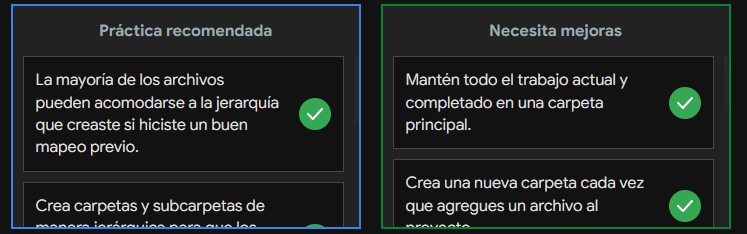 Práctica recomendada
La mayoría de los archivos
pueden acomodarse a la jerarquía
que creaste si hiciste un buen
mapeo previo.
Crea carpetas y subcarpetas de
manera jerárquica para que los
Necesita mejoras
Mantén todo el trabajo actual y
completado en una carpeta
principal.
Crea una nueva carpeta cada vez
que agregues un archivo al
proyecto.